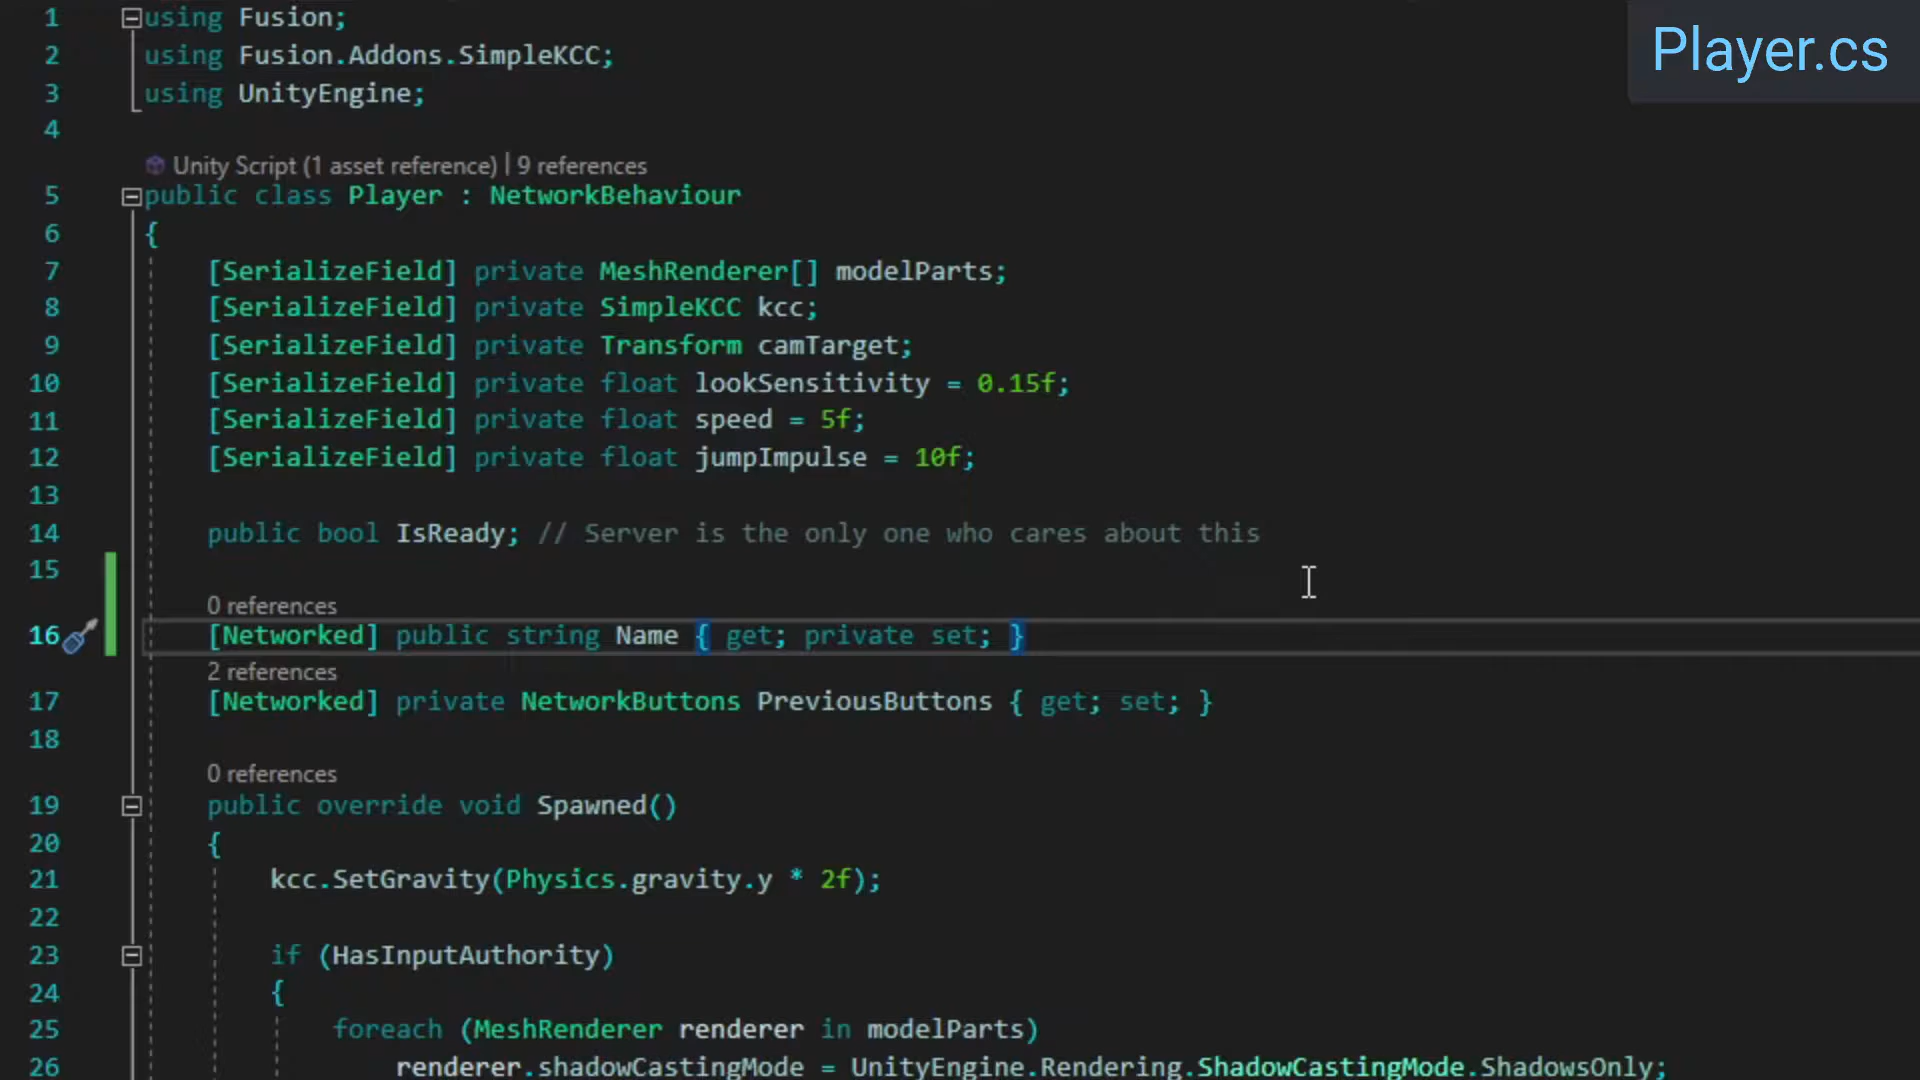 Player.cs
1 using Fusion;
2 using Fusion.Addons.SimpleKCC;
3 using UnityEngine;
4
Unity Script (1 asset reference) | 9 references
5 public class Player : NetworkBehaviour
6 {
7 [SerializeField] private MeshRenderer[] modelParts;
8 [SerializeField] private SimpleKCC kcc;
9 [SerializeField] private Transform camTarget;
10 [SerializeField] private float lookSensitivity = 0.15f;
11 [SerializeField] private float speed = 5f;
12 [SerializeField] private float jumpImpulse = 10f;
13
14 public bool IsReady; // Server is the only one who cares about this
15
0 references
16 [Networked] public string Name { get; private set; }
2 references
17 [Networked] private NetworkButtons PreviousButtons { get; set; }
18
0 references
19 public override void Spawned()
20 {
21 kcc.SetGravity(Physics.gravity.y * 2f);
22
23 if (HasInputAuthority)
24 {
25 foreach (MeshRenderer renderer in modelParts)
26 renderer.shadowCastingMode = UnityEngine.Rendering.ShadowCastingMode.ShadowsOnly;